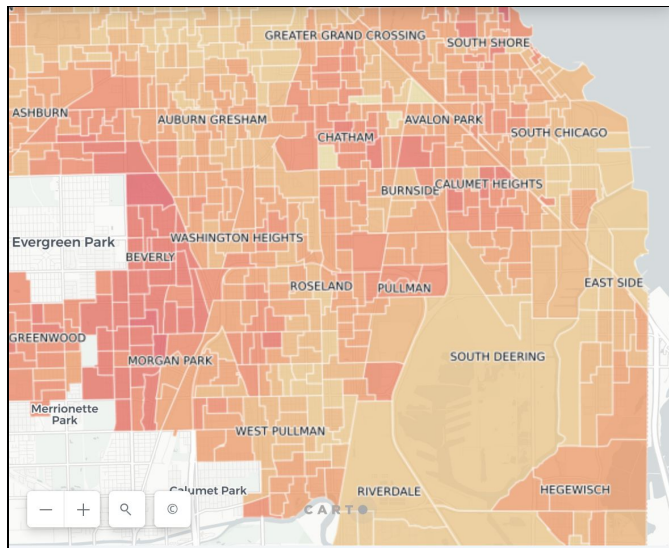 GREATER GRAND CROSSING
SOUTH SHORE
ASHBURN
AUBURN GRESHAM
AVALON PARK
CHATHAM
SOUTH CHICAGO
BURNSIDE
CALUMET HEIGHTS
Evergreen Park
WASHINGTON HEIGHTS
BEVERLY
ROSELAND
PULLMAN
EAST SIDE
GREENWOOD
MORGAN PARK
SOUTH DEERING
Merrionette
Park
WEST PULLMAN
Calumet Park
RIVERDALE
HEGEWISCH
©
CARTO